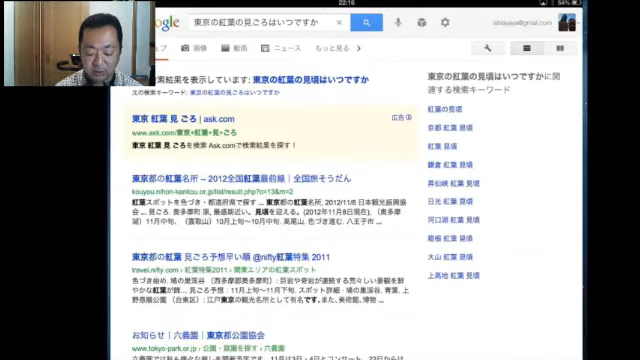 22:16
54%
ogle
東京の紅葉の見ごろはいつですか
ishiayaya@gmail.com
ブ
画像
動画
ニュース
もっと見る
検索結果を表示しています: 東京の紅葉の見頃はいつですか
元の検索キーワード: 東京の紅葉の見ごろはいつですか
東京 紅葉 見 ごろ | ask.com
広告
www.ask.com/東京+紅葉+見+ごろ
東京 紅葉 見 ごろを検索 Ask.comで検索結果を探す！
東京都の紅葉名所 – 2012全国紅葉最前線｜全国旅そうだん
kouyou.nihon-kankou.or.jp/list/result.php?c=13&m=2
紅葉スポットを色づき・都道府県で探す ... 東京都の紅葉名所, 2012/11/8 日本観光振興協
会 ... 見ごろ, 奥多摩町 原, 最盛期近い。見頃を迎える。(2012年11月8日現在), (奥多摩
湖) 11月中旬、(雲取山) 10月上旬～10月中旬. 高尾山, 色づき進む, 八王子市 ...
東京都の紅葉 見ごろ予想早い順 @nifty紅葉特集 2011
travel.nifty.com › 紅葉特集2011 › 関東エリアの紅葉スポット
色づき始め, 鳩の巣渓谷 (西多摩郡奥多摩町) : 巨岩や奇岩が連続する荒々しい景観を鮮
やかな紅葉が飾 ... 見ごろ予想 : 11月上旬～11月下旬. スポット詳細 · 鳩の巣渓谷. 青葉, 上
野恩賜公園 (台東区) : 江戸東京の観光名所として有名です。また、美術館、博物 ...
お知らせ｜六義園｜東京都公園協会
www.tokyo-park.or.jp › 公園・庭園を探す › 六義園
東京の紅葉の見頃はいつですかに関
連する検索キーワード
紅葉の見頃
京都 紅葉 見頃
紅葉 見頃
鎌倉 紅葉 見頃
昇仙峡 紅葉 見頃
日光 紅葉 見頃
河口湖 紅葉 見頃
箱根 紅葉 見頃
大山 紅葉 見頃
上高地 紅葉 見頃